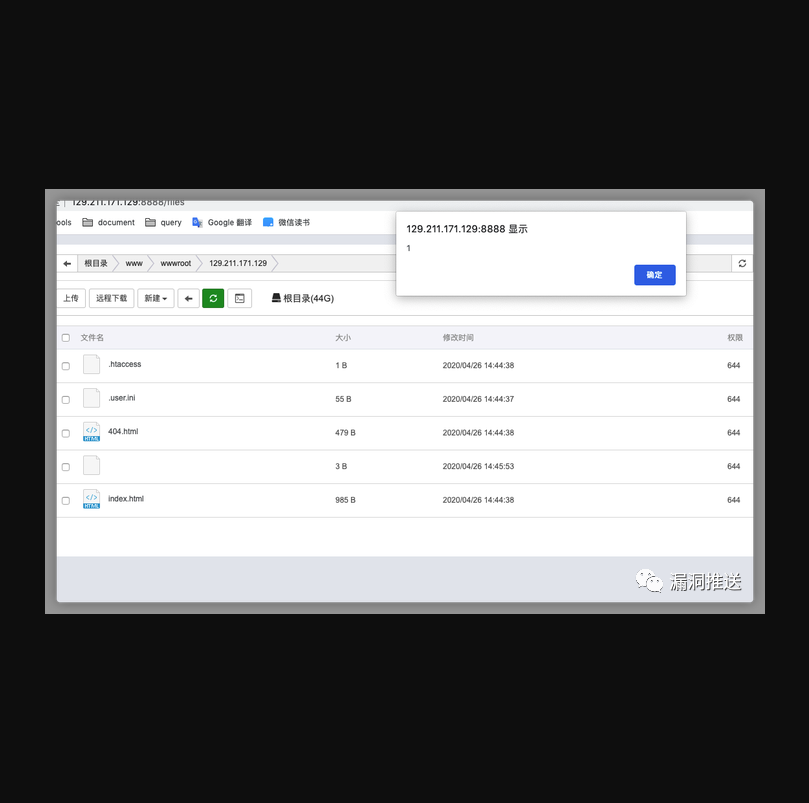 129.211.171.129:8888/files
ools document query Google 翻译 微信读书
129.211.171.129:8888 显示
1
确定
根目录 www wwwroot 129.211.171.129
上传 远程下载 新建 根目录(44G)
文件名 大小 修改时间 权限
.htaccess 1 B 2020/04/26 14:44:38 644
.user.ini 55 B 2020/04/26 14:44:37 644
404.html 479 B 2020/04/26 14:44:38 644
3 B 2020/04/26 14:45:53 644
index.html 985 B 2020/04/26 14:44:38 644
漏洞推送